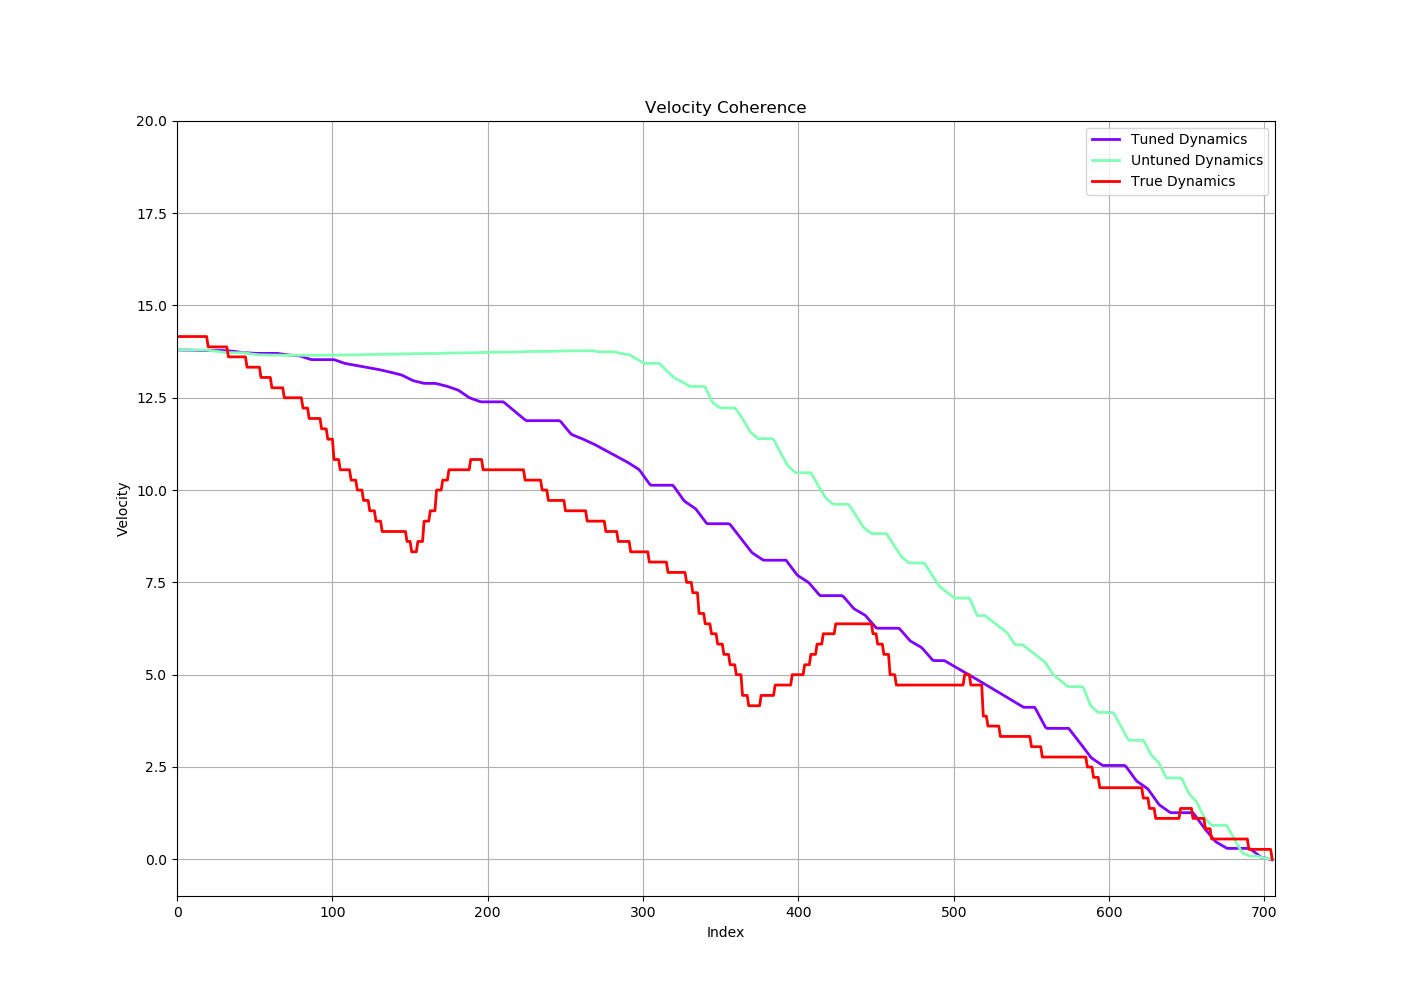 Velocity Coherence
20.0
17.5
15.0
12.5
10.0
7.5
5.0
2.5
0.0
Velocity
Tuned Dynamics
Untuned Dynamics
True Dynamics
0 100 200 300 400 500 600 700
Index